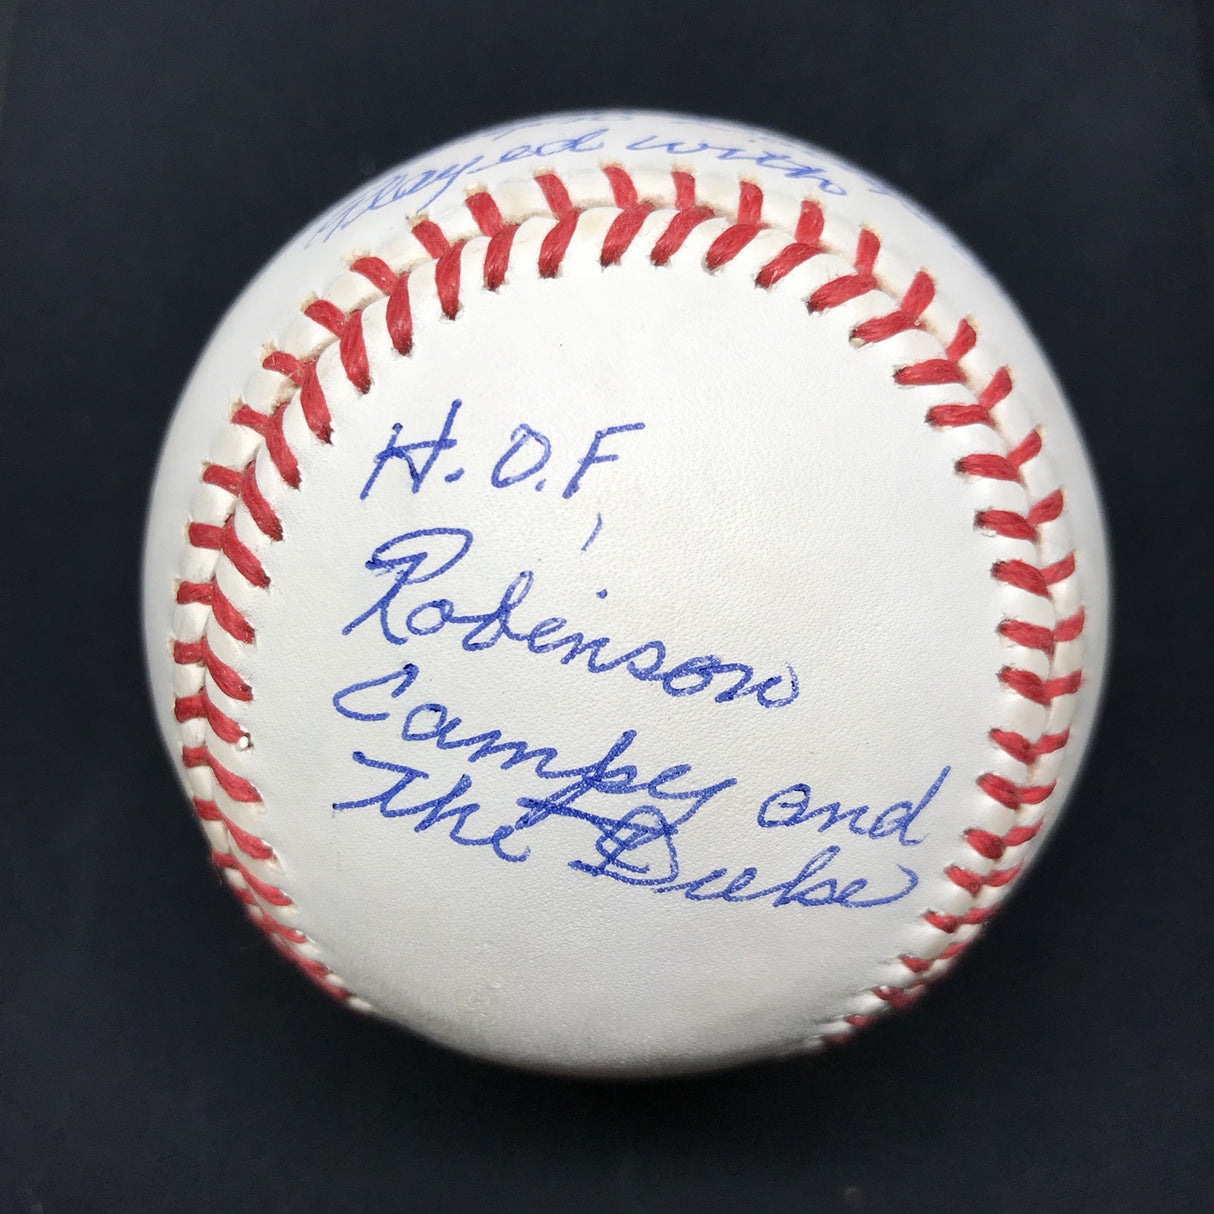 Played with
H.O.F,
Robinson
Campy and
The Duke